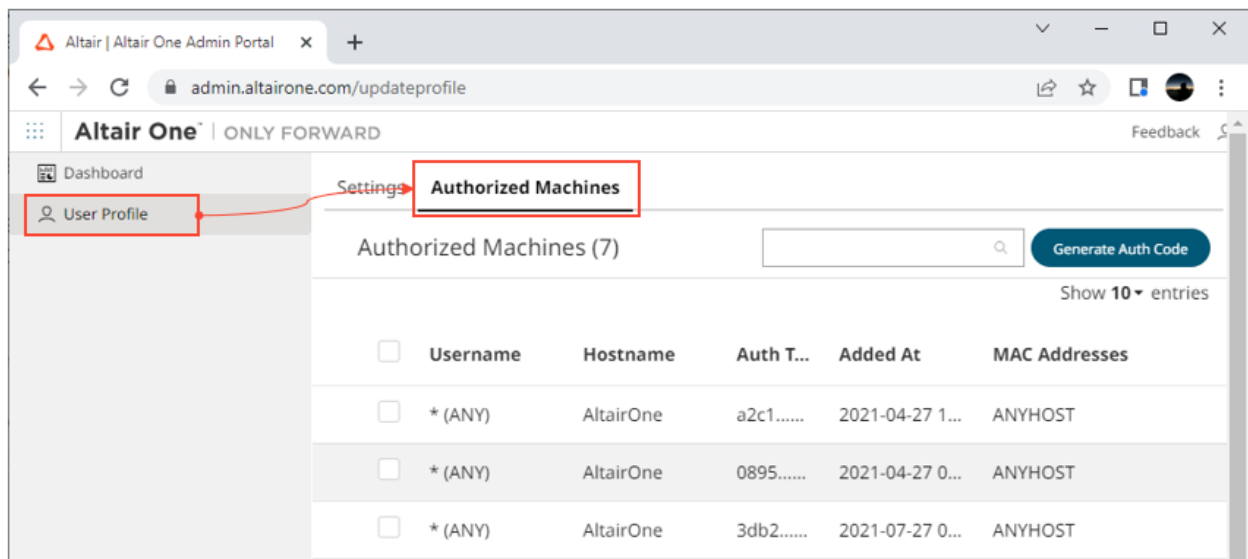 Altair | Altair One Admin Portal
admin.altairone.com/updateprofile
Altair One™ | ONLY FORWARD
Feedback
Dashboard
User Profile
Settings
Authorized Machines
Authorized Machines (7)
Generate Auth Code
Show 10 entries
Username Hostname Auth T... Added At MAC Addresses
* (ANY) AltairOne a2c1...... 2021-04-27 1... ANYHOST
* (ANY) AltairOne 0895...... 2021-04-27 0... ANYHOST
* (ANY) AltairOne 3db2...... 2021-07-27 0... ANYHOST